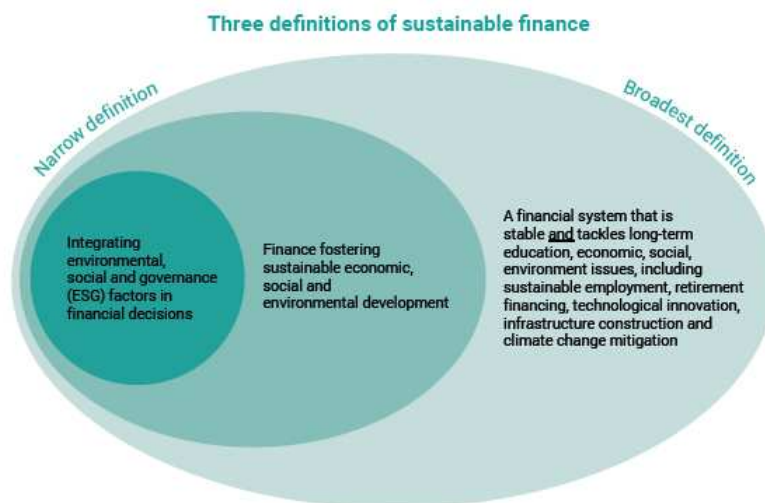 Three definitions of sustainable finance
Narrow definition
Broadest definition
Integrating
environmental,
social and governance
(ESG) factors in
financial decisions
Finance fostering
sustainable economic,
social and
environmental development
A financial system that is
stable and tackles long-term
education, economic, social,
environment issues, including
sustainable employment, retirement
financing, technological innovation,
infrastructure construction and
climate change mitigation